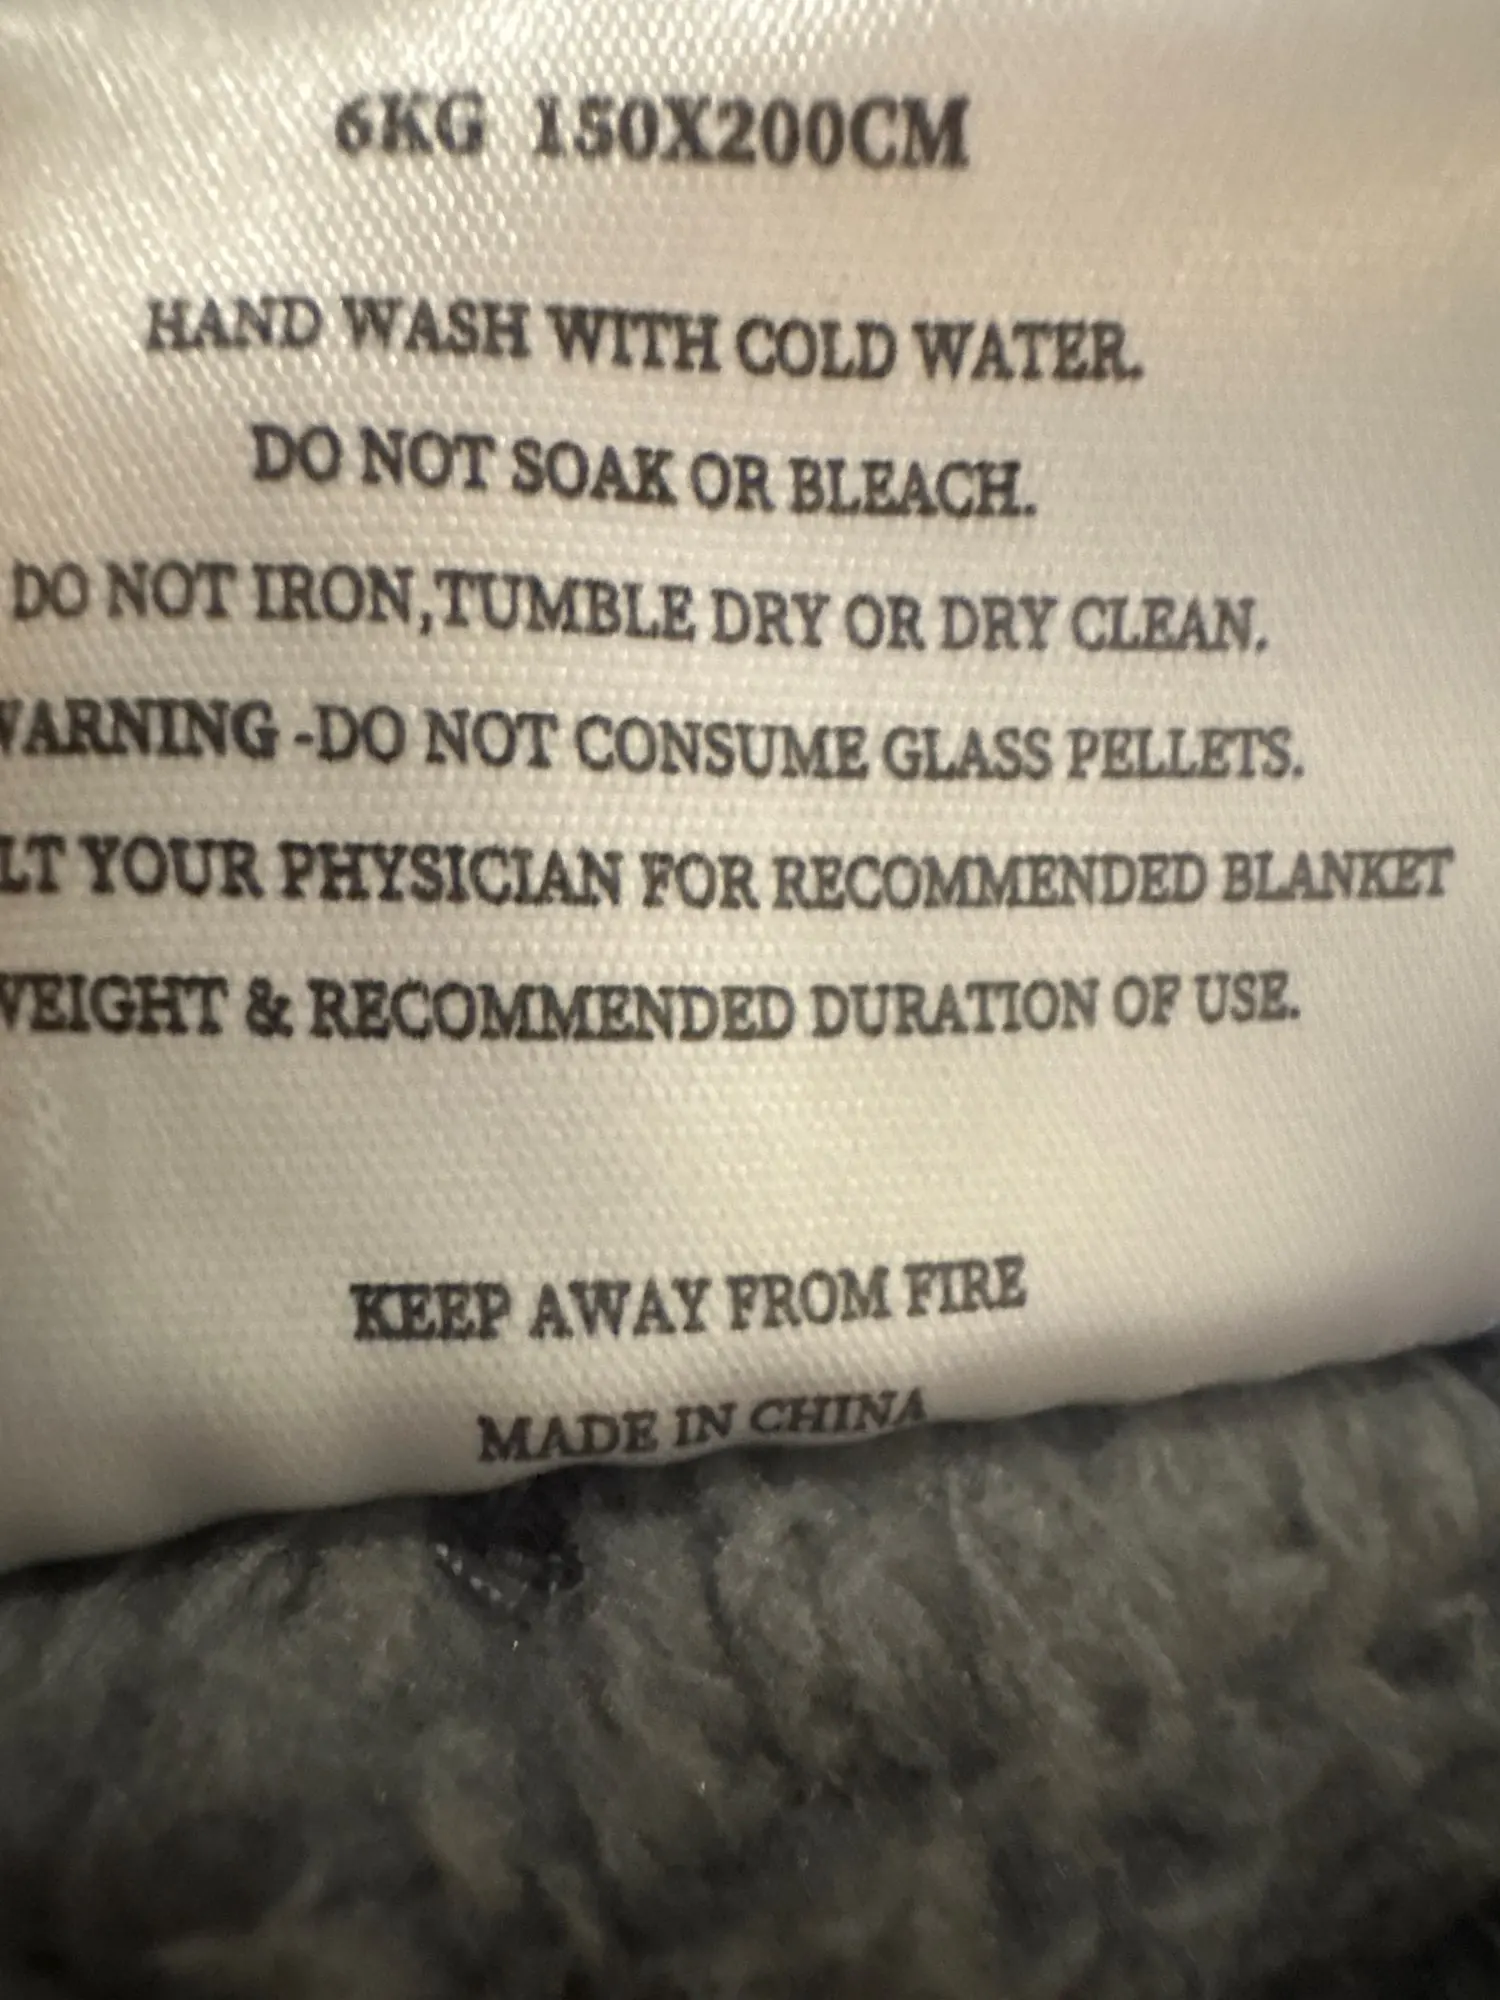 6KG 150X200CM
HAND WASH WITH COLD WATER.
DO NOT SOAK OR BLEACH.
DO NOT IRON,TUMBLE DRY OR DRY CLEAN.
WARNING -DO NOT CONSUME GLASS PELLETS.
LT YOUR PHYSICIAN FOR RECOMMENDED BLANKET
WEIGHT & RECOMMENDED DURATION OF USE.
KEEP AWAY FROM FIRE
MADE IN CHINA